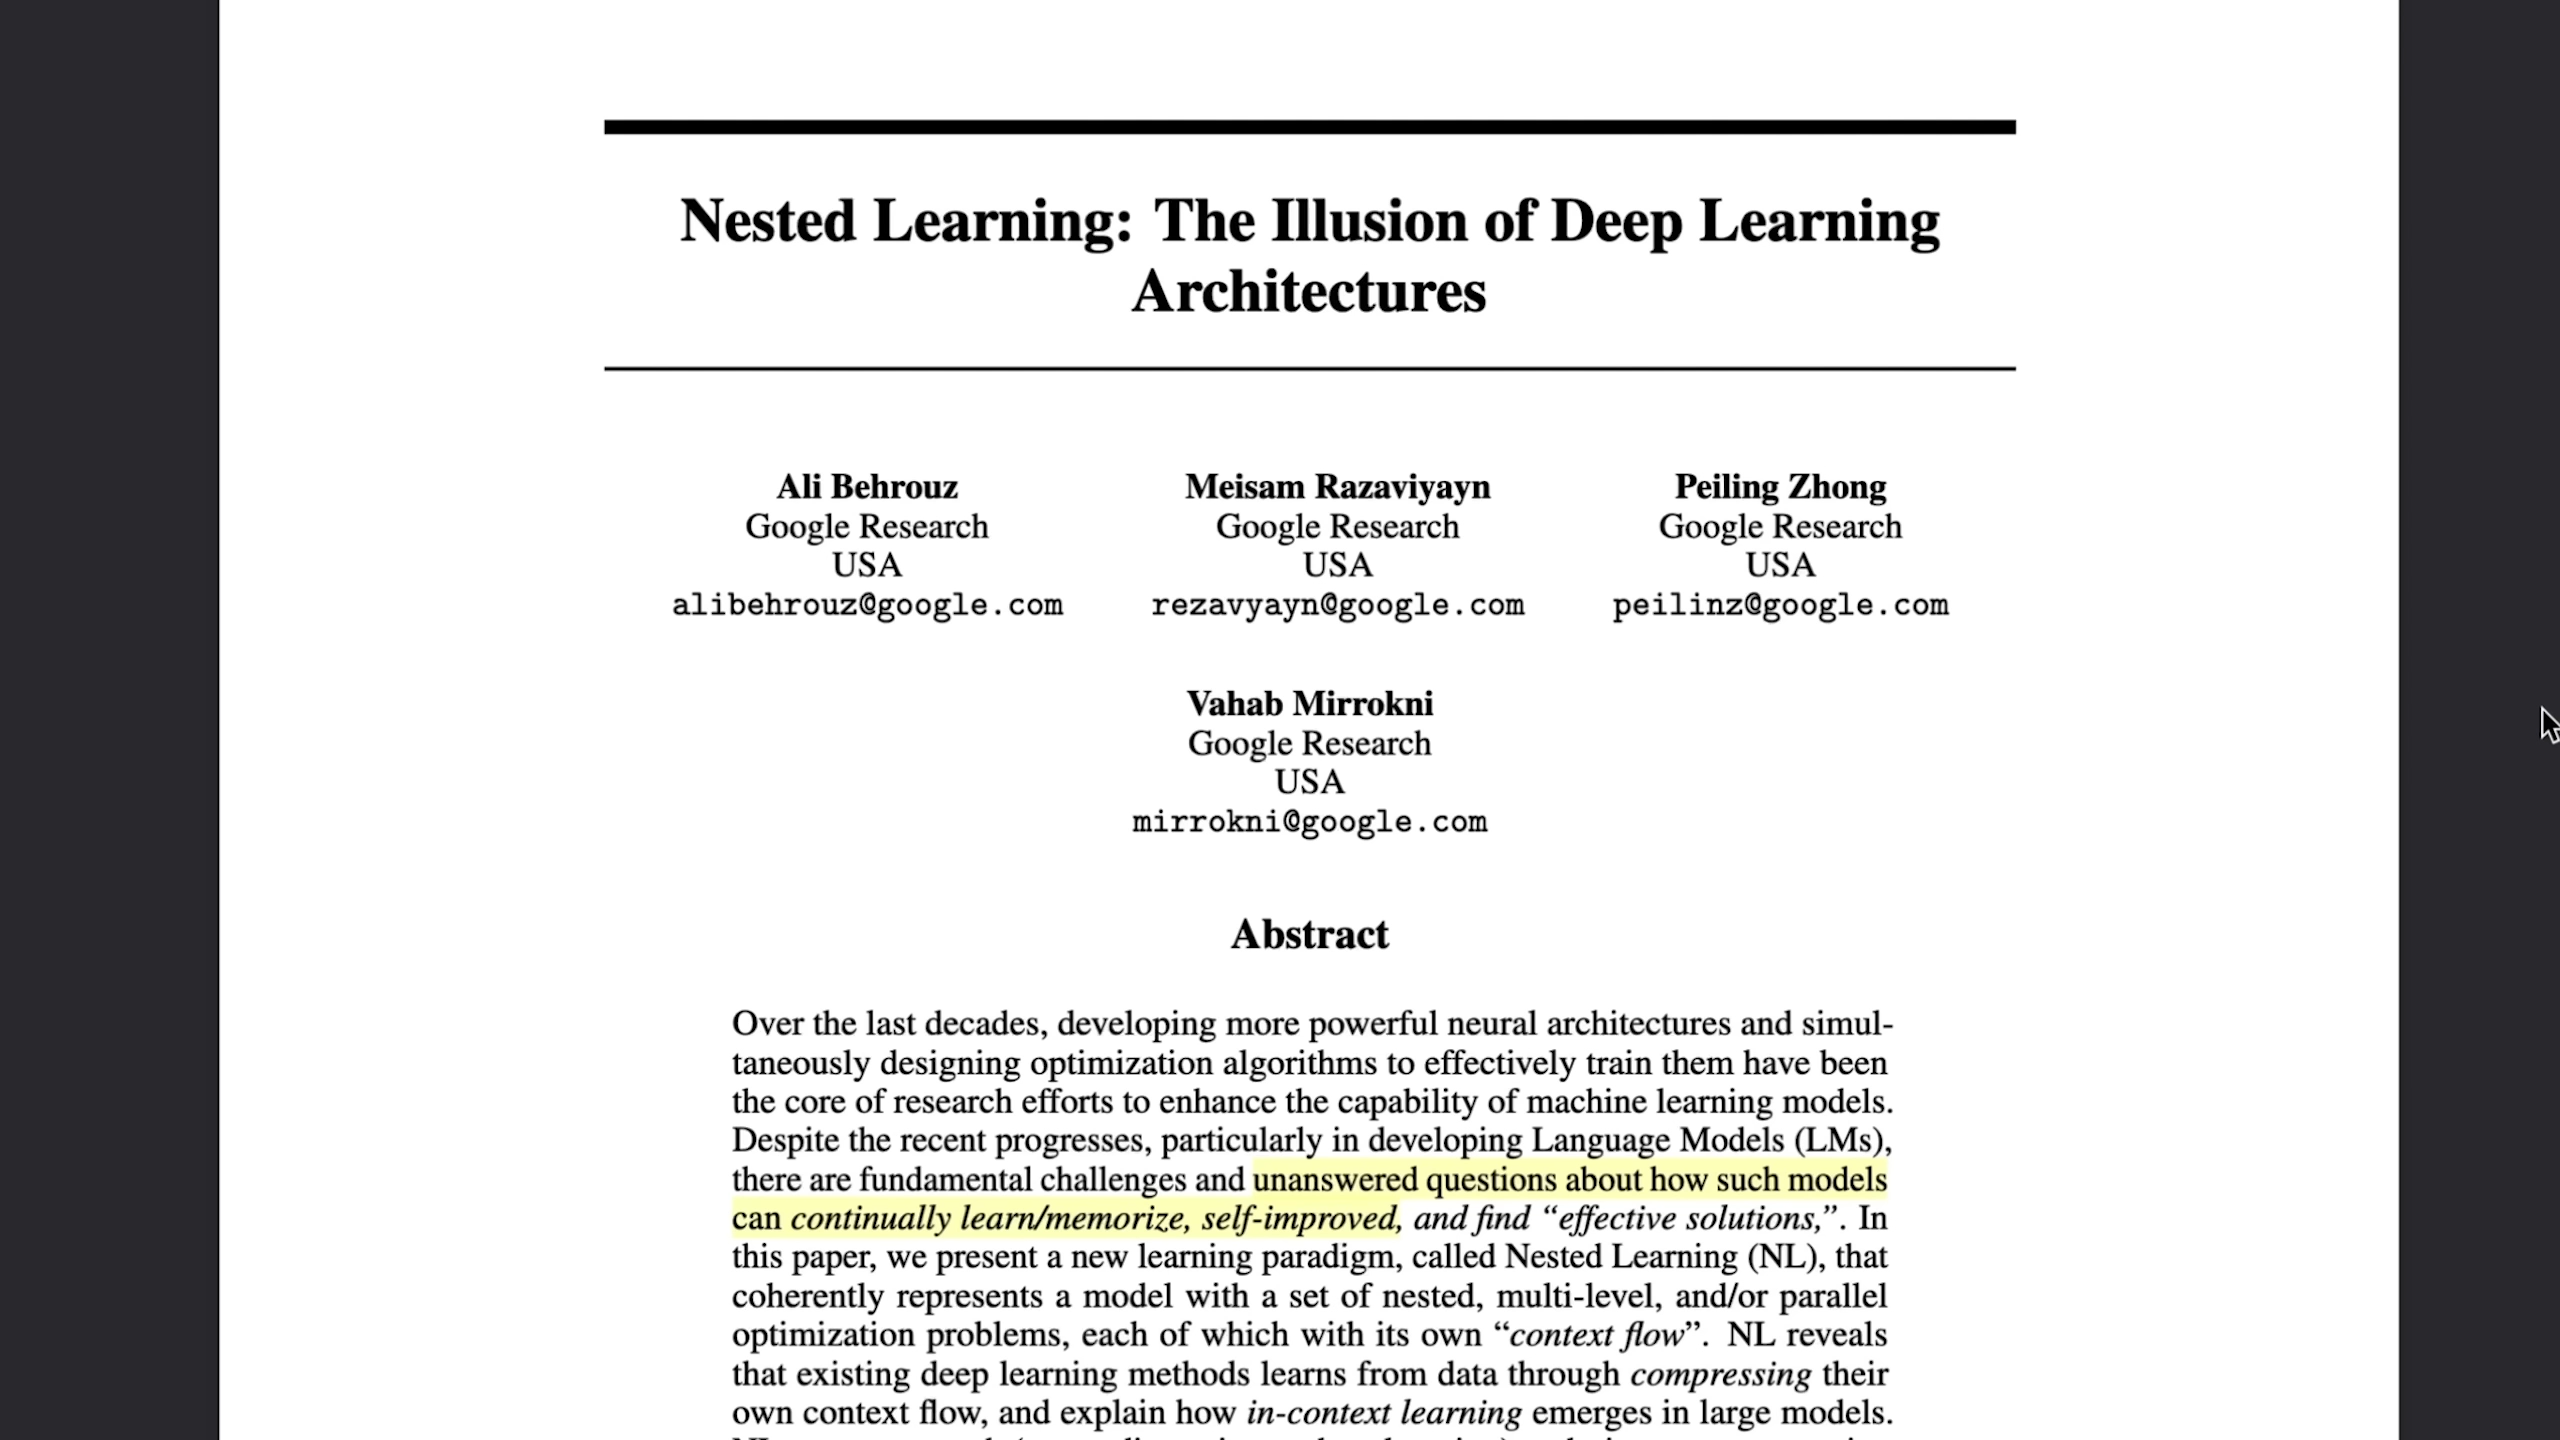 Nested Learning: The Illusion of Deep Learning
Architectures
Ali Behrouz
Google Research
USA
alibehrouz@google.com
Meisam Razaviyayn
Google Research
USA
rezavyayn@google.com
Peiling Zhong
Google Research
USA
peilinz@google.com
Vahab Mirrokni
Google Research
USA
mirrokni@google.com
Abstract
Over the last decades, developing more powerful neural architectures and simul-
taneously designing optimization algorithms to effectively train them have been
the core of research efforts to enhance the capability of machine learning models.
Despite the recent progresses, particularly in developing Language Models (LMs),
there are fundamental challenges and unanswered questions about how such models
can continually learn/memorize, self-improved, and find “effective solutions,”. In
this paper, we present a new learning paradigm, called Nested Learning (NL), that
coherently represents a model with a set of nested, multi-level, and/or parallel
optimization problems, each of which with its own “context flow”. NL reveals
that existing deep learning methods learns from data through compressing their
own context flow, and explain how in-context learning emerges in large models.